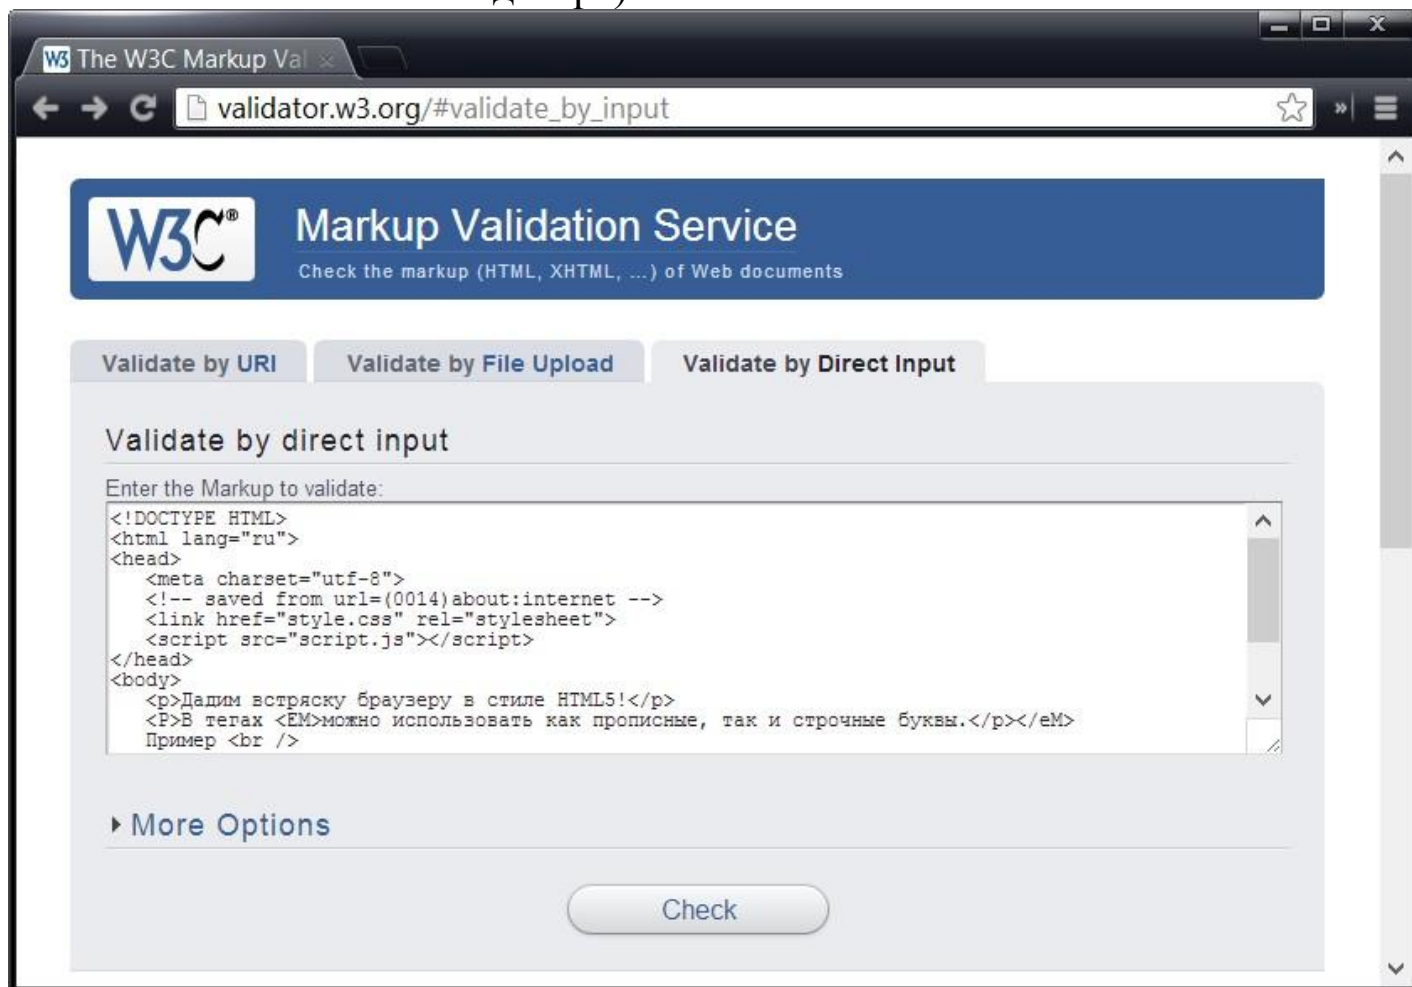 The W3C Markup Val
validator.w3.org/#validate_by_input
W3C® Markup Validation Service
Check the markup (HTML, XHTML, ...) of Web documents
Validate by URI Validate by File Upload Validate by Direct Input
Validate by direct input
Enter the Markup to validate:
<!DOCTYPE HTML>
<html lang="ru">
<head>
<meta charset="utf-8">
<!-- saved from url=(0014)about:internet -->
<link href="style.css" rel="stylesheet">
<script src="script.js"></script>
</head>
<body>
<p>Дадим встряску браузеру в стиле HTML5!</p>
<P>В тегах <EM>можно использовать как прописные, так и строчные буквы.</p></eM>
Пример <br />
More Options
Check